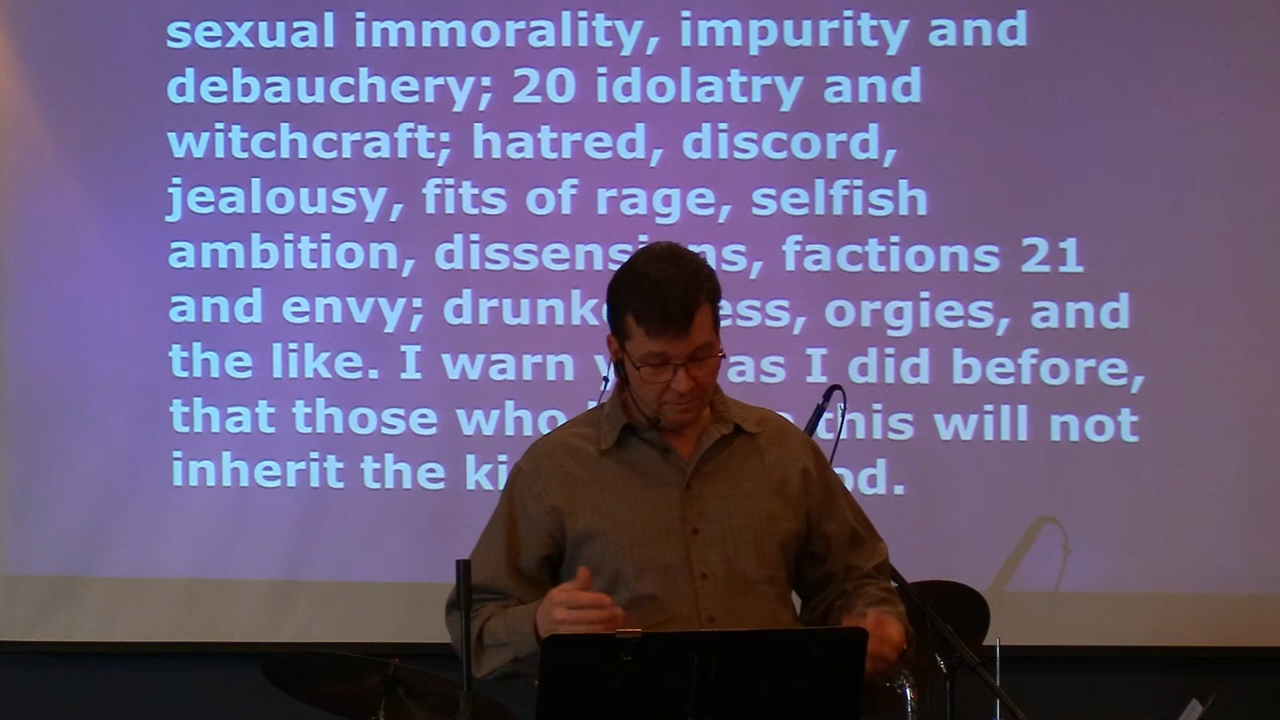 sexual immorality, impurity and
debauchery; 20 idolatry and
witchcraft; hatred, discord,
jealousy, fits of rage, selfish
ambition, factions 21
and envy; orgies, and
the like. I warn as I did before,
that those who this will not
inherit the